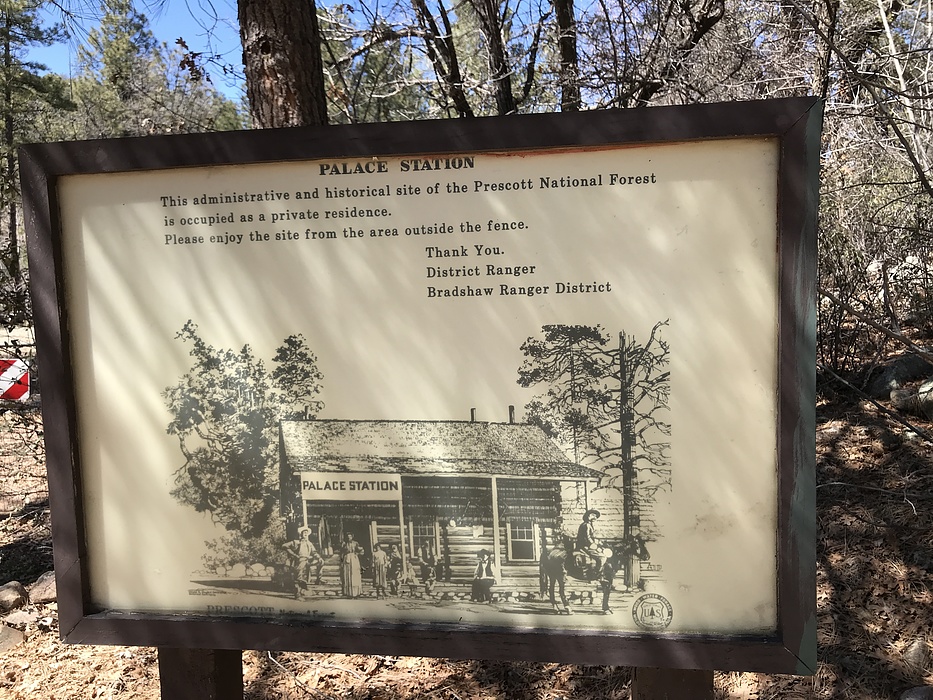 PALACE STATION
This administrative and historical site of the Prescott National Forest
is occupied as a private residence.
Please enjoy the site from the area outside the fence.
Thank You.
District Ranger
Bradshaw Ranger District
PALACE STATION
PRESCOTT
UAS